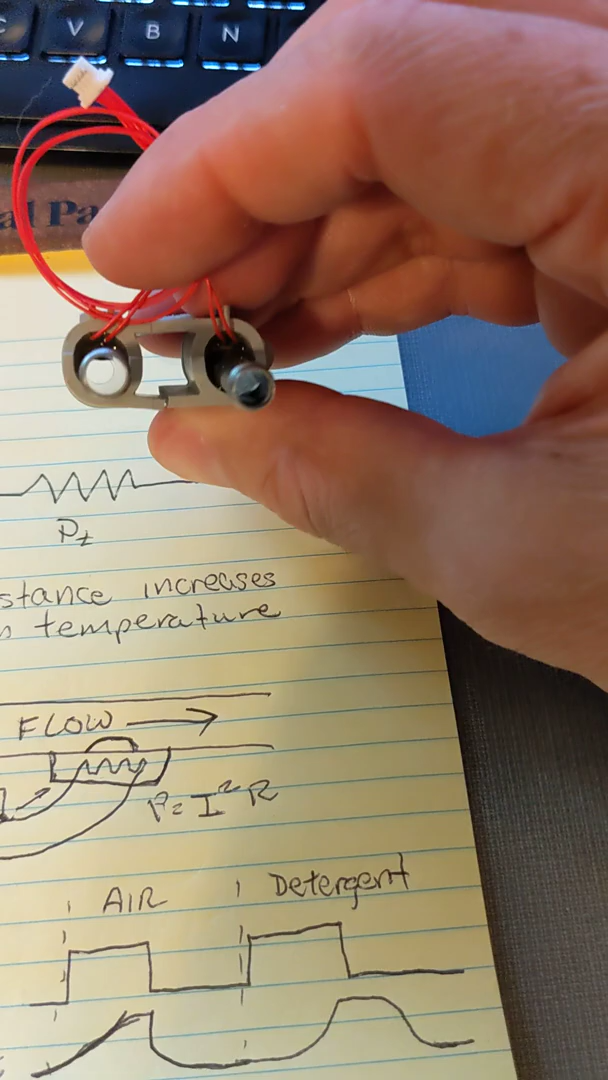 C V B N
al Pa
Pt
stance increases
temperature
FLOW
P= I²R
AIR
Detergent